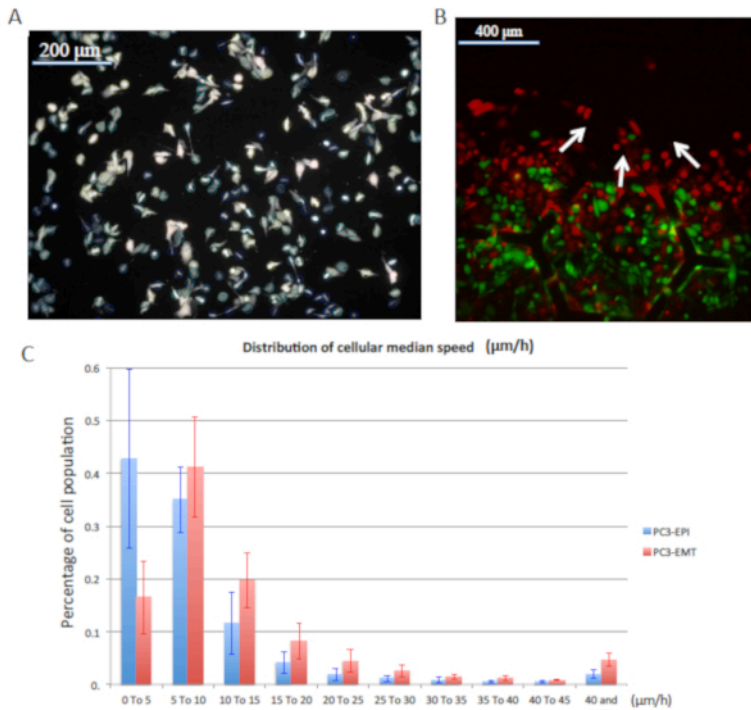 A
200 μm
B
400 μm
C
Distribution of cellular median speed (μm/h)
Percentage of cell population
0.6
0.5
0.4
0.3
0.2
0.1
0.
PC3-EPI
PC3-EMT
0 To 5 5 To 10 10 To 15 15 To 20 20 To 25 25 To 30 30 To 35 35 To 40 40 To 45 40 and (μm/h)